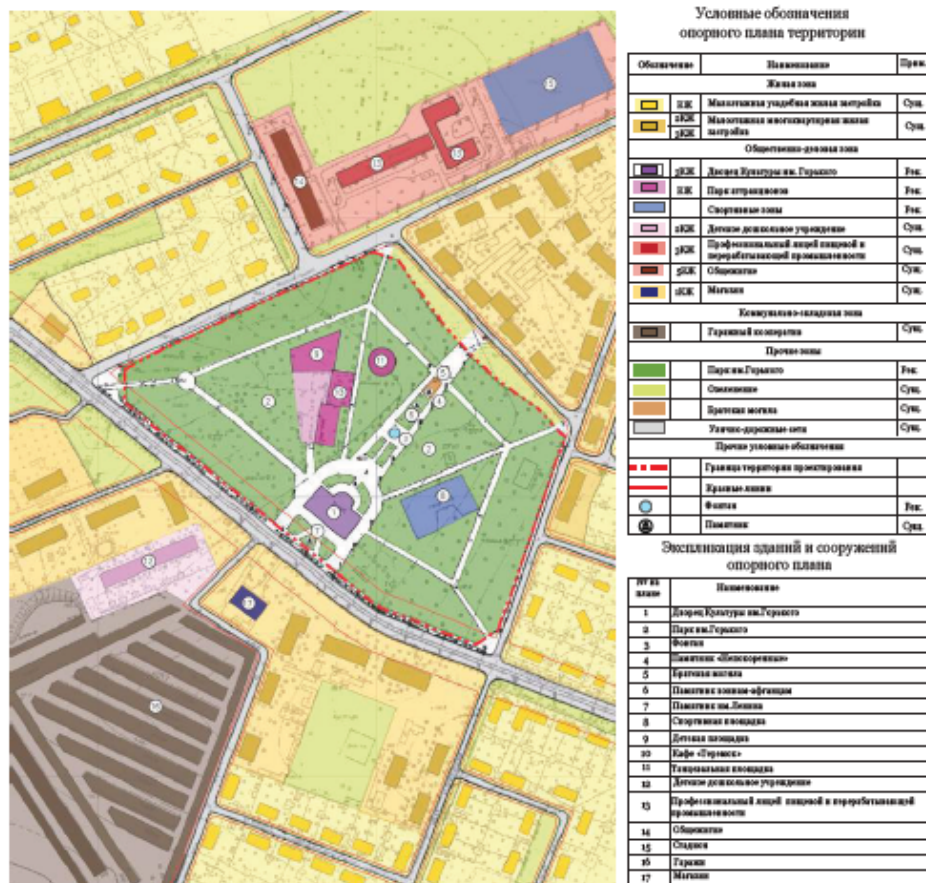 Условные обозначения
опорного плана территории
Обозначение Наименование Прим.
Жилая зона
Малоэтажная усадебная жилая застройка Сущ.
Малоэтажная многоквартирная жилая
застройка
Сущ.
Общественно-деловая зона
3КЖ Дворец Культуры им. Горького Рек.
Парк аттракционов Рек.
Спортивные зоны Рек.
Детское дошкольное учреждение Сущ.
3КЖ Профессиональный лицей пищевой и
перерабатывающей промышленности
Сущ.
5КЖ Общежитие Сущ.
1КЖ Магазин Сущ.
Коммунально-складская зона
Гаражный кооператив Сущ.
Прочие зоны
Парк им.Горького Рек.
Озеленение Сущ.
Братская могила Сущ.
Улично-дорожные сети Сущ.
Прочие условные обозначения
Граница территории проектирования
Красные линии
Фонтан Рек.
Памятник Сущ.
Экспликация зданий и сооружений
опорного плана
№ на
плане
Наименование
1 Дворец Культуры им.Горького
2 Парк им.Горького
3 Фонтан
4 Памятник «Непокоренные»
5 Братская могила
6 Памятник воинам-афганцам
7 Памятник им.Ленина
8 Спортивная площадка
9 Детская площадка
10 Кафе «Теремок»
11 Танцевальная площадка
12 Детское дошкольное учреждение
13 Профессиональный лицей пищевой и перерабатывающей
промышленности
14 Общежитие
15 Стадион
16 Гаражи
17 Магазин